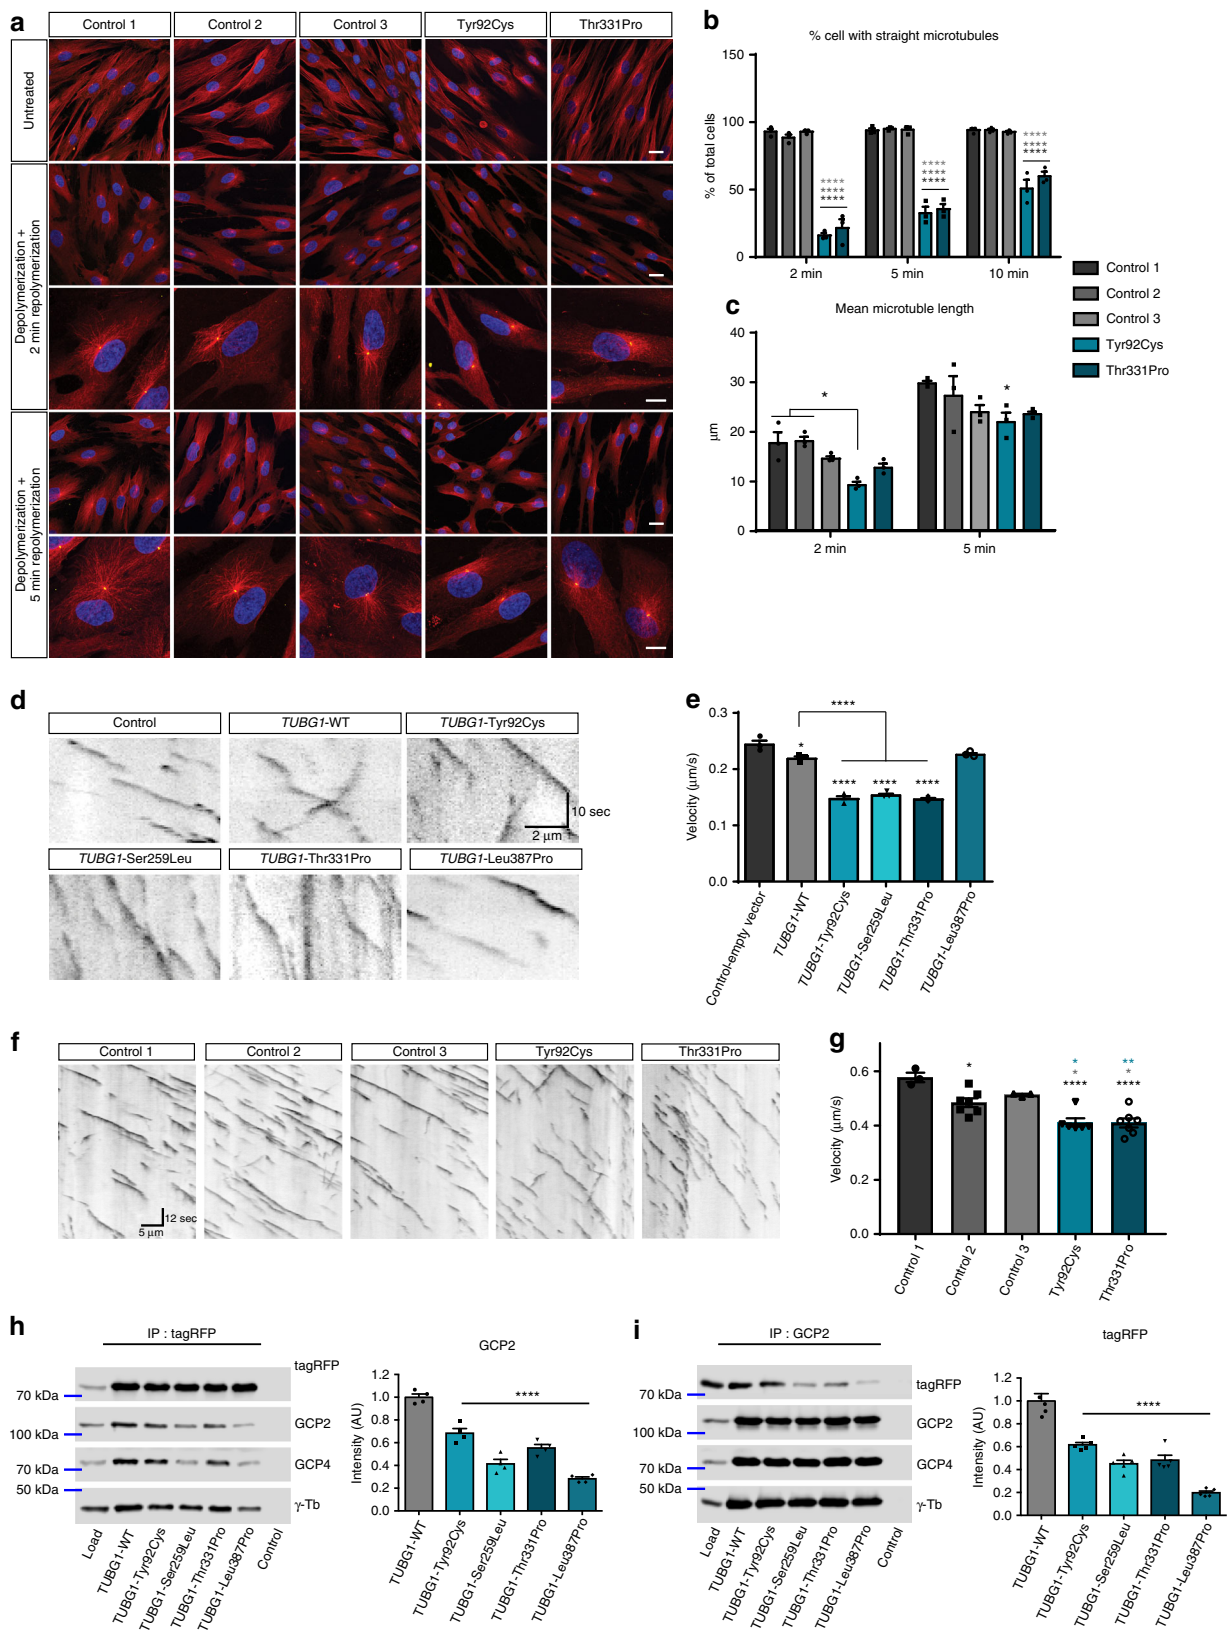 a
Control 1
Control 2
Control 3
Tyr92Cys
Thr331Pro
Untreated
Depolymerization +
2 min repolymerization
Depolymerization +
5 min repolymerization
b
% cell with straight microtubules
% of total cells
150
100
50
0
****
****
****
****
****
****
****
****
****
2 min
5 min
10 min
Control 1
Control 2
Control 3
Tyr92Cys
Thr331Pro
c
Mean microtuble length
μm
40
30
20
10
0
*
*
2 min
5 min
d
Control
TUBG1-WT
TUBG1-Tyr92Cys
10 sec
2 μm
TUBG1-Ser259Leu
TUBG1-Thr331Pro
TUBG1-Leu387Pro
e
Velocity (μm/s)
0.3
0.2
0.1
0.0
****
*
****
****
****
Control-empty vector
TUBG1-WT
TUBG1-Tyr92Cys
TUBG1-Ser259Leu
TUBG1-Thr331Pro
TUBG1-Leu387Pro
f
Control 1
Control 2
Control 3
Tyr92Cys
Thr331Pro
12 sec
5 μm
g
Velocity (μm/s)
0.6
0.4
0.2
0.0
*
*
*
****
**
*
****
Control 1
Control 2
Control 3
Tyr92Cys
Thr331Pro
h
IP : tagRFP
tagRFP
70 kDa
GCP2
100 kDa
GCP4
70 kDa
50 kDa
γ-Tb
Load
TUBG1-WT
TUBG1-Tyr92Cys
TUBG1-Ser259Leu
TUBG1-Thr331Pro
TUBG1-Leu387Pro
Control
GCP2
Intensity (AU)
1.2
1.0
0.8
0.6
0.4
0.2
0.0
****
TUBG1-WT
TUBG1-Tyr92Cys
TUBG1-Ser259Leu
TUBG1-Thr331Pro
TUBG1-Leu387Pro
i
IP : GCP2
tagRFP
70 kDa
GCP2
100 kDa
GCP4
70 kDa
50 kDa
γ-Tb
Load
TUBG1-WT
TUBG1-Tyr92Cys
TUBG1-Ser259Leu
TUBG1-Thr331Pro
TUBG1-Leu387Pro
Control
tagRFP
Intensity (AU)
1.2
1.0
0.8
0.6
0.4
0.2
0.0
****
TUBG1-WT
TUBG1-Tyr92Cys
TUBG1-Ser259Leu
TUBG1-Thr331Pro
TUBG1-Leu387Pro